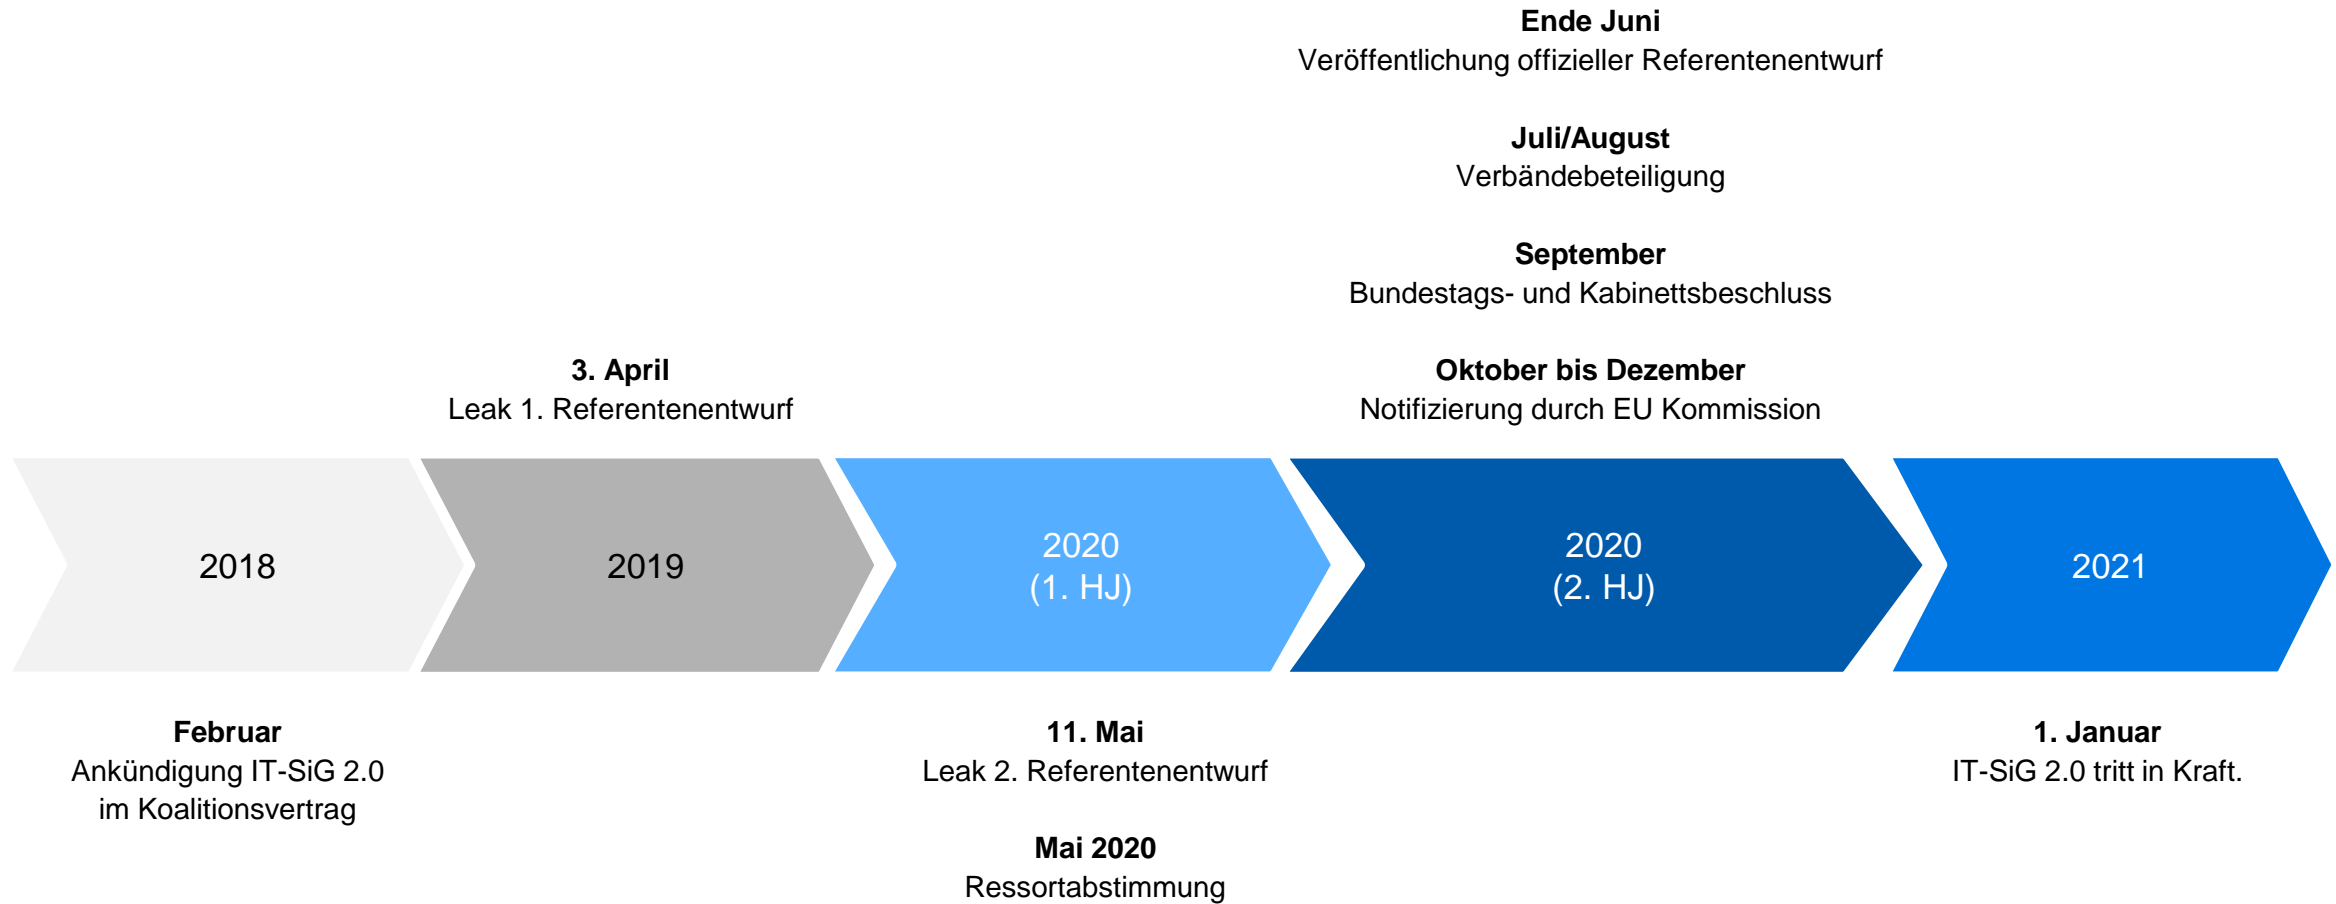 Ende Juni
Veröffentlichung offizieller Referentenentwurf
Juli/August
Verbändebeteiligung
September
Bundestags- und Kabinettsbeschluss
3. April
Leak 1. Referentenentwurf
Oktober bis Dezember
Notifizierung durch EU Kommission
2018
2019
2020
(1. HJ)
2020
(2. HJ)
2021
Februar
Ankündigung IT-SiG 2.0
im Koalitionsvertrag
11. Mai
Leak 2. Referentenentwurf
Mai 2020
Ressortabstimmung
1. Januar
IT-SiG 2.0 tritt in Kraft.